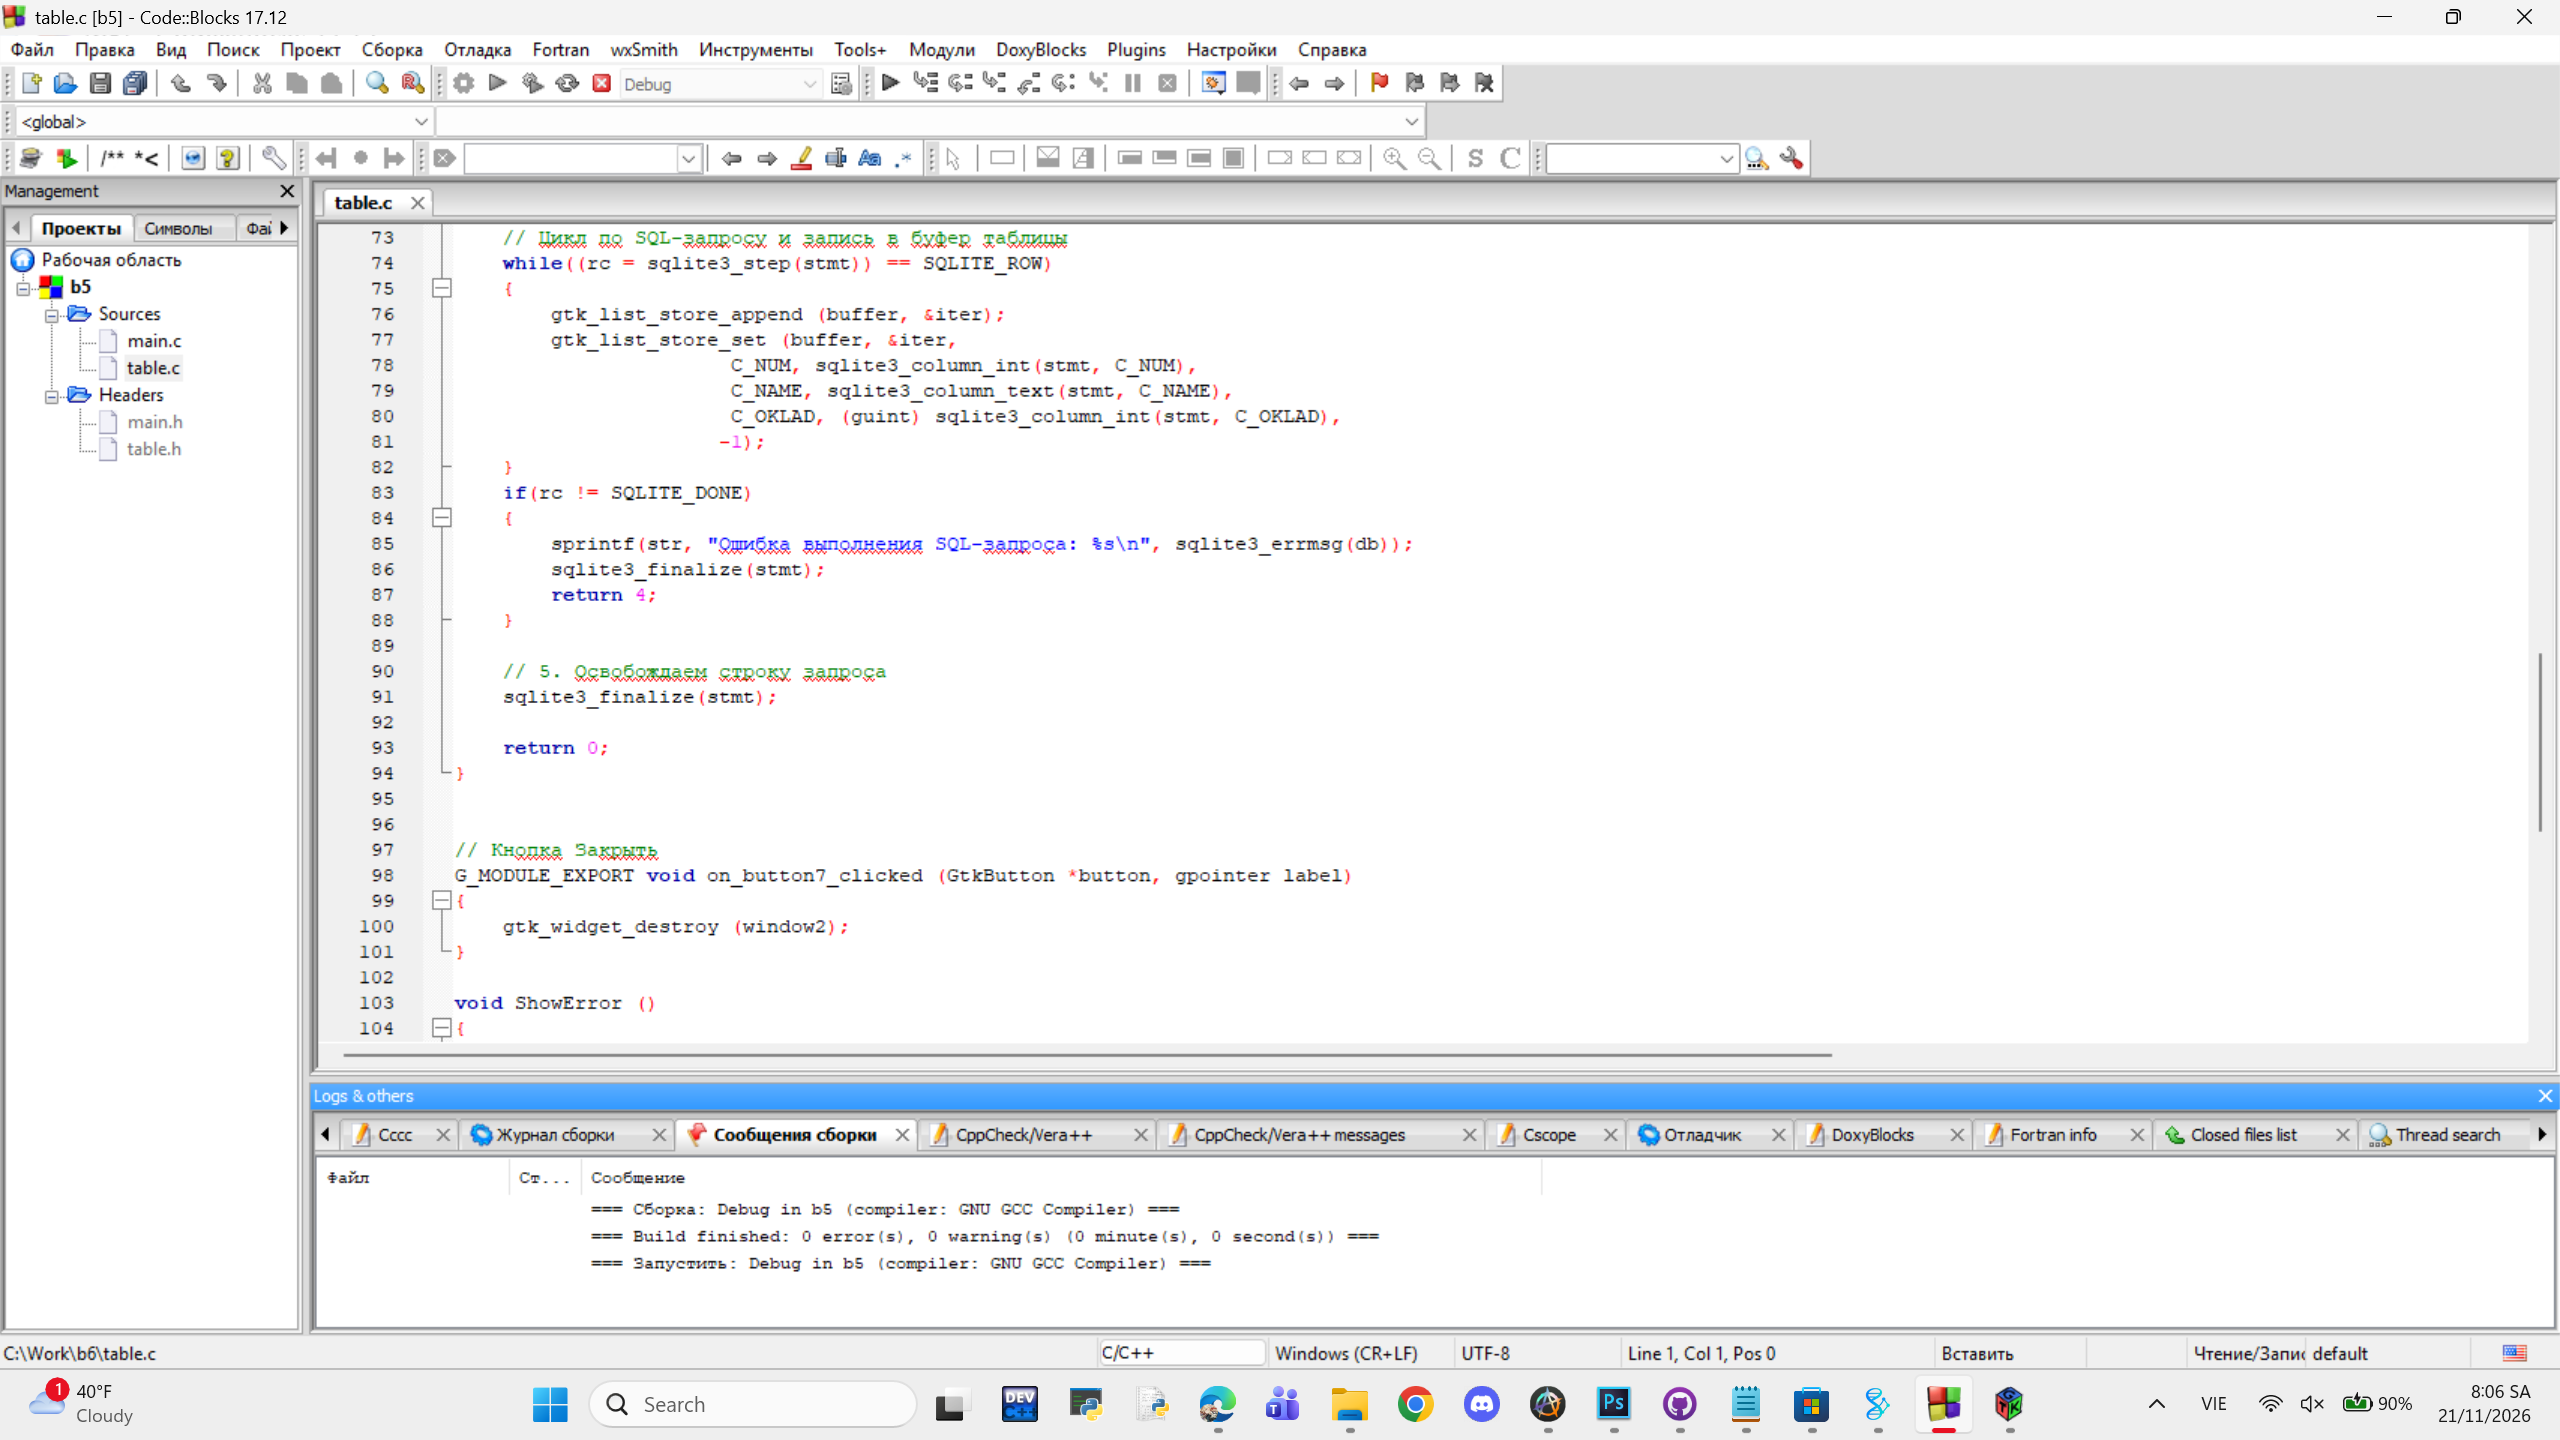 table.c [b5] - Code::Blocks 17.12
Файл Правка Вид Поиск Проект Сборка Отладка Fortran wxSmith Инструменты Tools+ Модули DoxyBlocks Plugins Настройки Справка
Debug
<global>
/** *<
Aa .* S C
Management
table.c
Проекты Символы Фай
Рабочая область
b5
Sources
main.c
table.c
Headers
main.h
table.h
73 // Цикл по SQL-запросу и запись в буфер таблицы
74 while((rc = sqlite3_step(stmt)) == SQLITE_ROW)
75 {
76 gtk_list_store_append (buffer, &iter);
77 gtk_list_store_set (buffer, &iter,
78 C_NUM, sqlite3_column_int(stmt, C_NUM),
79 C_NAME, sqlite3_column_text(stmt, C_NAME),
80 C_OKLAD, (guint) sqlite3_column_int(stmt, C_OKLAD),
81 -1);
82 }
83 if(rc != SQLITE_DONE)
84 {
85 sprintf(str, "Ошибка выполнения SQL-запроса: %s\n", sqlite3_errmsg(db));
86 sqlite3_finalize(stmt);
87 return 4;
88 }
89
90 // 5. Освобождаем строку запроса
91 sqlite3_finalize(stmt);
92
93 return 0;
94 }
95
96
97 // Кнопка Закрыть
98 G_MODULE_EXPORT void on_button7_clicked (GtkButton *button, gpointer label)
99 {
100 gtk_widget_destroy (window2);
101 }
102
103 void ShowError ()
104 {
Logs & others
Cccc Журнал сборки Сообщения сборки CppCheck/Vera++ CppCheck/Vera++ messages Cscope Отладчик DoxyBlocks Fortran info Closed files list Thread search
Файл Ст... Сообщение
=== Сборка: Debug in b5 (compiler: GNU GCC Compiler) ===
=== Build finished: 0 error(s), 0 warning(s) (0 minute(s), 0 second(s)) ===
=== Запустить: Debug in b5 (compiler: GNU GCC Compiler) ===
C:\Work\b6\table.c C/C++ Windows (CR+LF) UTF-8 Line 1, Col 1, Pos 0 Вставить Чтение/Запис default
1 40°F
Cloudy
Search
DEV C++
Ps
VIE
90%
8:06 SA
21/11/2026